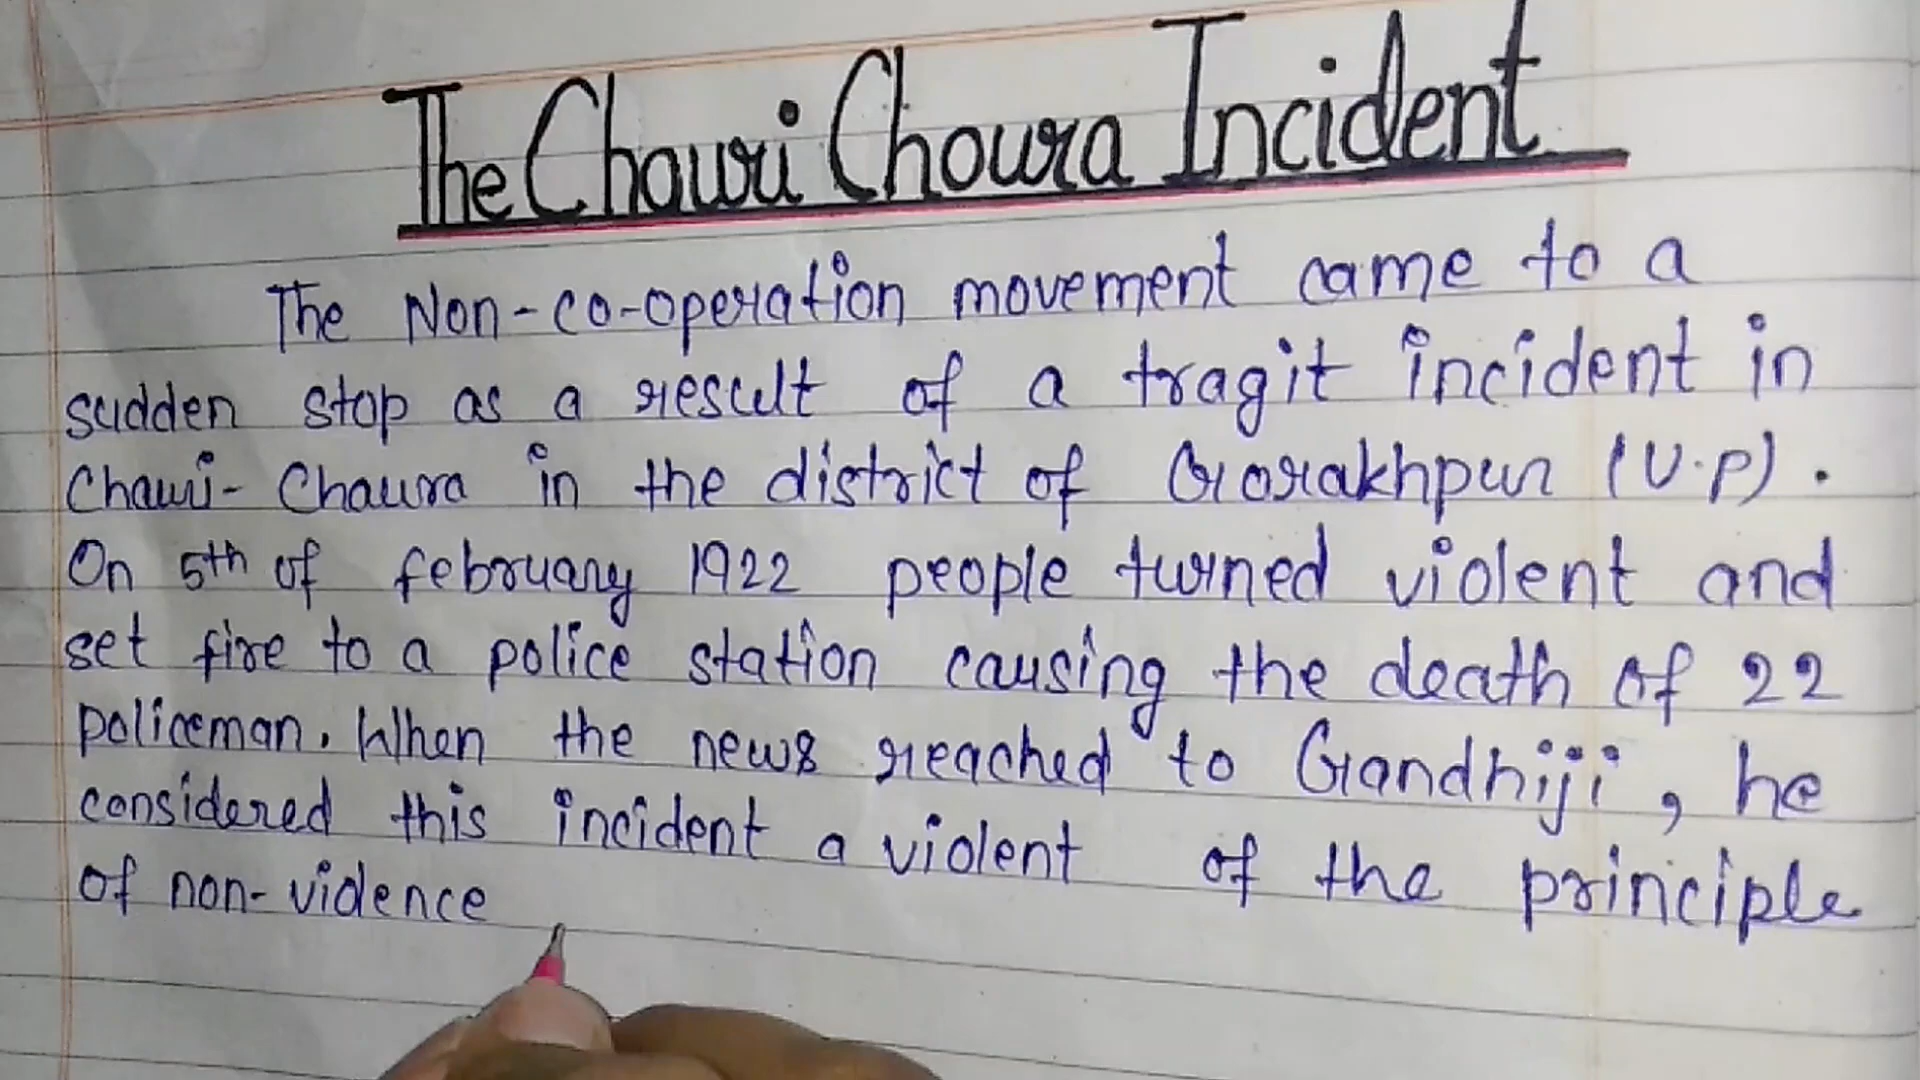 The Chauri Choura Incident
The Non-co-operation movement came to a
sudden stop as a result of a tragit incident in
Chauri-Chaura in the district of Gorakhpur (U.P).
On 5th of february 1922 people turned violent and
set fire to a police station causing the death of 22
policeman. When the news reached to Gandhiji, he
considered this incident a violent of the principle
of non-violence